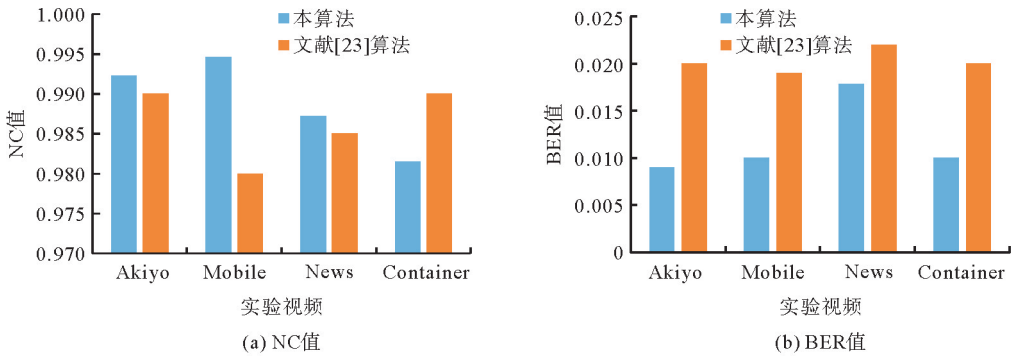 1.000
0.995
0.990
0.985
0.980
0.975
0.970
NC值
本算法
文献[23]算法
Akiyo
Mobile
News
Container
实验视频
(a) NC值
0.025
0.020
0.015
0.010
0.005
0
BER值
本算法
文献[23]算法
Akiyo
Mobile
News
Container
实验视频
(b) BER值